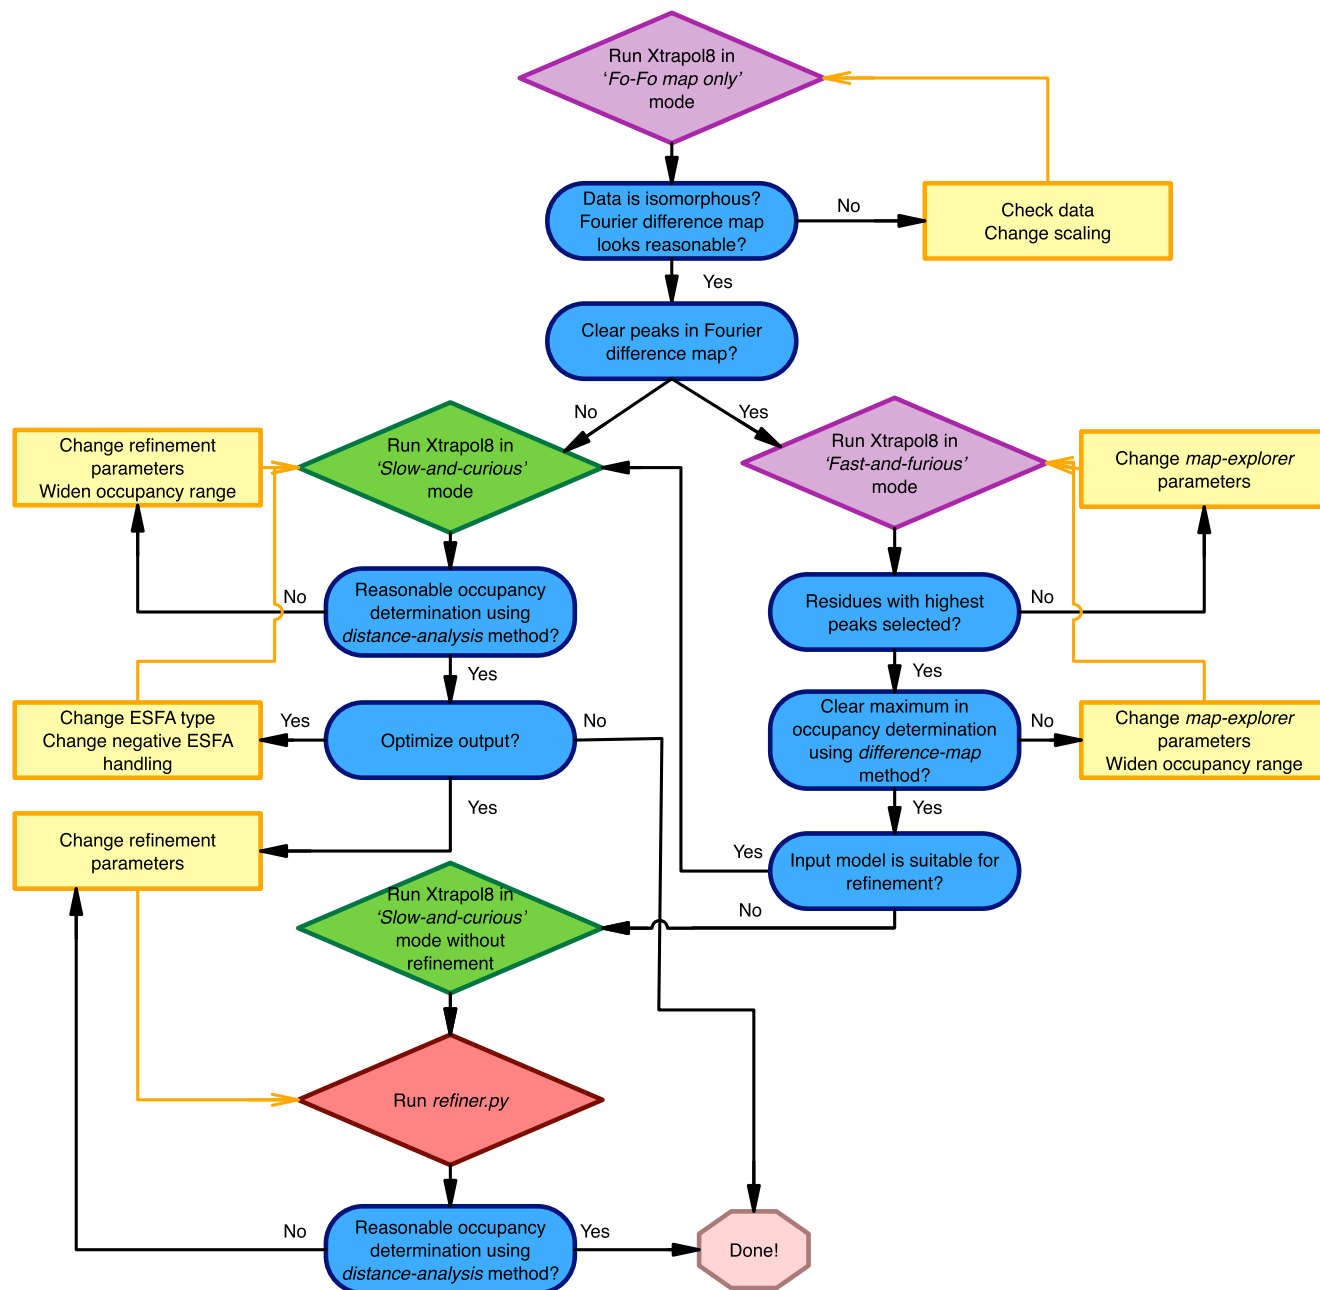 Run Xtrapol8 in
‘Fo-Fo map only’
mode
Data is isomorphous?
Fourier difference map
looks reasonable?
No
Check data
Change scaling
Yes
Clear peaks in Fourier
difference map?
No
Yes
Change refinement
parameters
Widen occupancy range
Run Xtrapol8 in
‘Slow-and-curious’
mode
Run Xtrapol8 in
‘Fast-and-furious’
mode
Change map-explorer
parameters
No
Reasonable occupancy
determination using
distance-analysis method?
Residues with highest
peaks selected?
No
Yes
Yes
Change ESFA type
Change negative ESFA
handling
Yes
Optimize output?
No
Clear maximum in
occupancy determination
using difference-map
method?
No
Change map-explorer
parameters
Widen occupancy range
Yes
Yes
Change refinement
parameters
Yes
Input model is suitable for
refinement?
No
Run Xtrapol8 in
‘Slow-and-curious’
mode without
refinement
Run refiner.py
No
Reasonable occupancy
determination using
distance-analysis method?
Yes
Done!